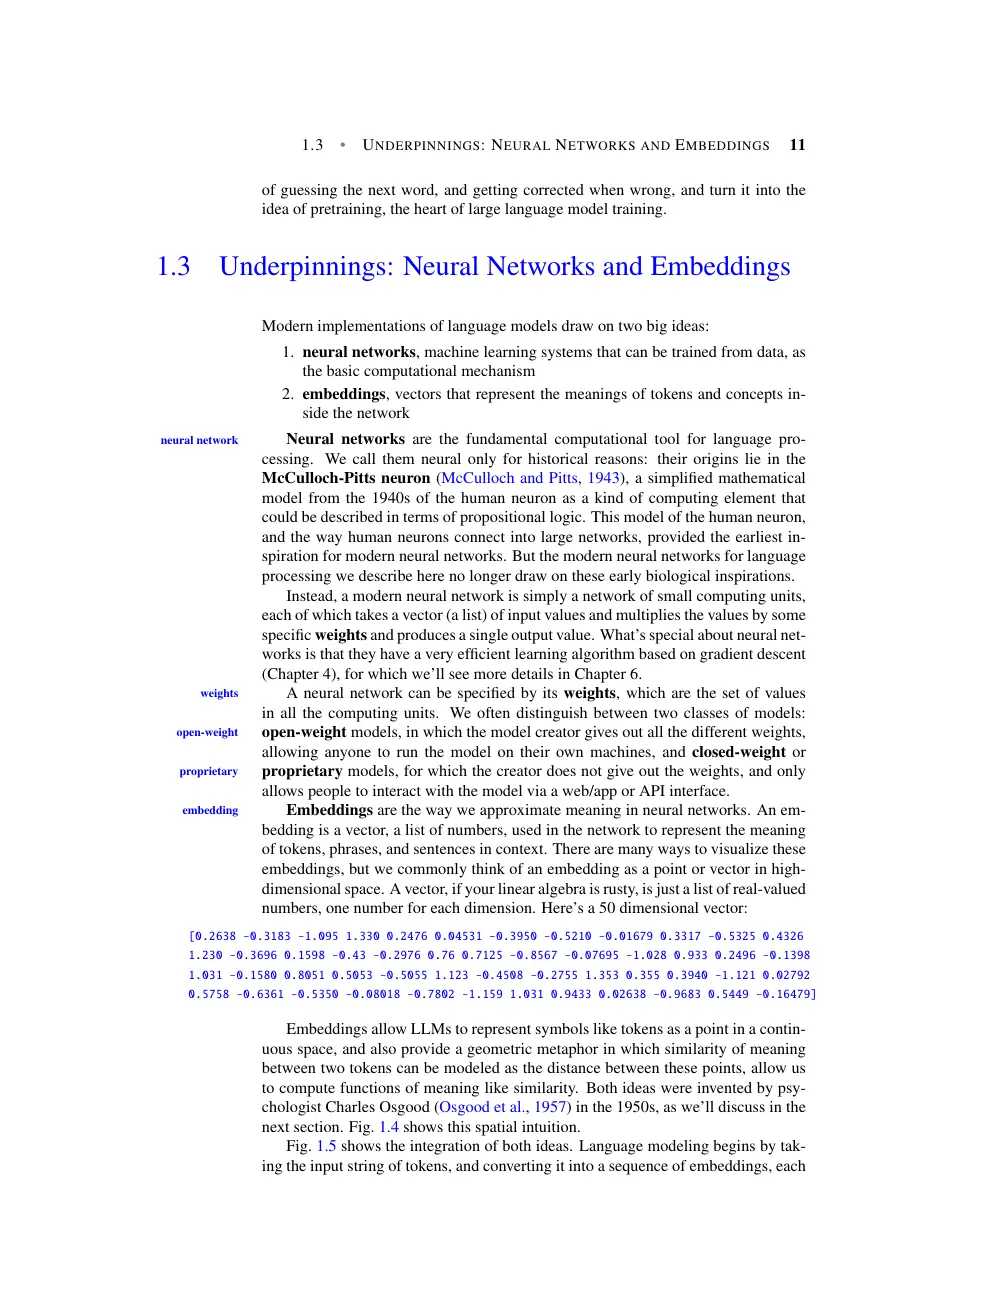 1.3 • UNDERPINNINGS: NEURAL NETWORKS AND EMBEDDINGS 11
of guessing the next word, and getting corrected when wrong, and turn it into the
idea of pretraining, the heart of large language model training.
1.3 Underpinnings: Neural Networks and Embeddings
Modern implementations of language models draw on two big ideas:
1. neural networks, machine learning systems that can be trained from data, as
the basic computational mechanism
2. embeddings, vectors that represent the meanings of tokens and concepts in-
side the network
neural network
Neural networks are the fundamental computational tool for language pro-
cessing. We call them neural only for historical reasons: their origins lie in the
McCulloch-Pitts neuron (McCulloch and Pitts, 1943), a simplified mathematical
model from the 1940s of the human neuron as a kind of computing element that
could be described in terms of propositional logic. This model of the human neuron,
and the way human neurons connect into large networks, provided the earliest in-
spiration for modern neural networks. But the modern neural networks for language
processing we describe here no longer draw on these early biological inspirations.
Instead, a modern neural network is simply a network of small computing units,
each of which takes a vector (a list) of input values and multiplies the values by some
specific weights and produces a single output value. What's special about neural net-
works is that they have a very efficient learning algorithm based on gradient descent
(Chapter 4), for which we'll see more details in Chapter 6.
weights
A neural network can be specified by its weights, which are the set of values
in all the computing units. We often distinguish between two classes of models:
open-weight
open-weight models, in which the model creator gives out all the different weights,
allowing anyone to run the model on their own machines, and closed-weight or
proprietary
proprietary models, for which the creator does not give out the weights, and only
allows people to interact with the model via a web/app or API interface.
embedding
Embeddings are the way we approximate meaning in neural networks. An em-
bedding is a vector, a list of numbers, used in the network to represent the meaning
of tokens, phrases, and sentences in context. There are many ways to visualize these
embeddings, but we commonly think of an embedding as a point or vector in high-
dimensional space. A vector, if your linear algebra is rusty, is just a list of real-valued
numbers, one number for each dimension. Here's a 50 dimensional vector:
[0.2638 -0.3183 -1.095 1.330 0.2476 0.04531 -0.3950 -0.5210 -0.01679 0.3317 -0.5325 0.4326
1.230 -0.3696 0.1598 -0.43 -0.2976 0.76 0.7125 -0.8567 -0.07695 -1.028 0.933 0.2496 -0.1398
1.031 -0.1580 0.8051 0.5053 -0.5055 1.123 -0.4508 -0.2755 1.353 0.355 0.3940 -1.121 0.02792
0.5758 -0.6361 -0.5350 -0.08018 -0.7802 -1.159 1.031 0.9433 0.02638 -0.9683 0.5449 -0.16479]
Embeddings allow LLMs to represent symbols like tokens as a point in a contin-
uous space, and also provide a geometric metaphor in which similarity of meaning
between two tokens can be modeled as the distance between these points, allow us
to compute functions of meaning like similarity. Both ideas were invented by psy-
chologist Charles Osgood (Osgood et al., 1957) in the 1950s, as we'll discuss in the
next section. Fig. 1.4 shows this spatial intuition.
Fig. 1.5 shows the integration of both ideas. Language modeling begins by tak-
ing the input string of tokens, and converting it into a sequence of embeddings, each